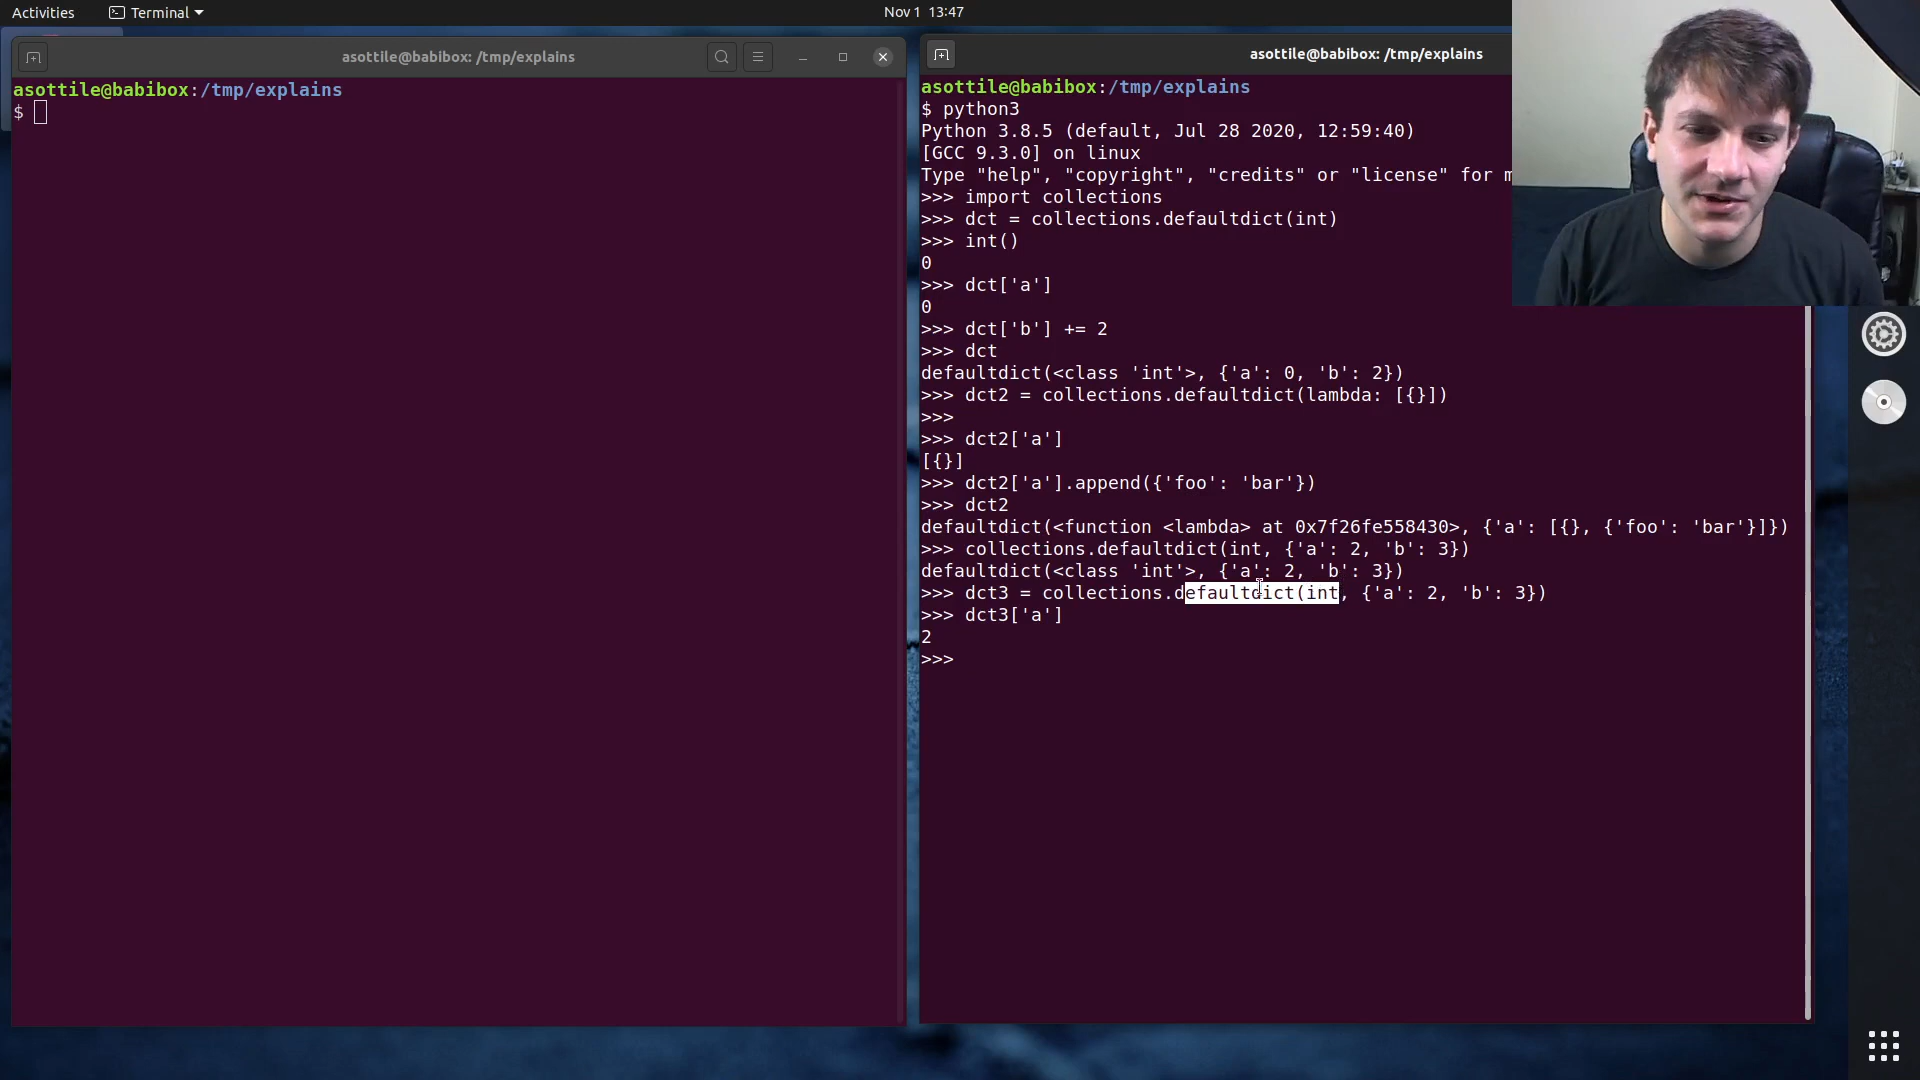 Activities
Terminal
Nov 1 13:47
asottile@babibox: /tmp/explains
asottile@babibox:/tmp/explains
$
asottile@babibox: /tmp/explains
asottile@babibox:/tmp/explains
$ python3
Python 3.8.5 (default, Jul 28 2020, 12:59:40)
[GCC 9.3.0] on linux
Type "help", "copyright", "credits" or "license" for m
>>> import collections
>>> dct = collections.defaultdict(int)
>>> int()
0
>>> dct['a']
0
>>> dct['b'] += 2
>>> dct
defaultdict(<class 'int'>, {'a': 0, 'b': 2})
>>> dct2 = collections.defaultdict(lambda: [{}])
>>>
>>> dct2['a']
[{}]
>>> dct2['a'].append({'foo': 'bar'})
>>> dct2
defaultdict(<function <lambda> at 0x7f26fe558430>, {'a': [{}, {'foo': 'bar'}]})
>>> collections.defaultdict(int, {'a': 2, 'b': 3})
defaultdict(<class 'int'>, {'a': 2, 'b': 3})
>>> dct3 = collections.defaultdict(int, {'a': 2, 'b': 3})
>>> dct3['a']
2
>>>